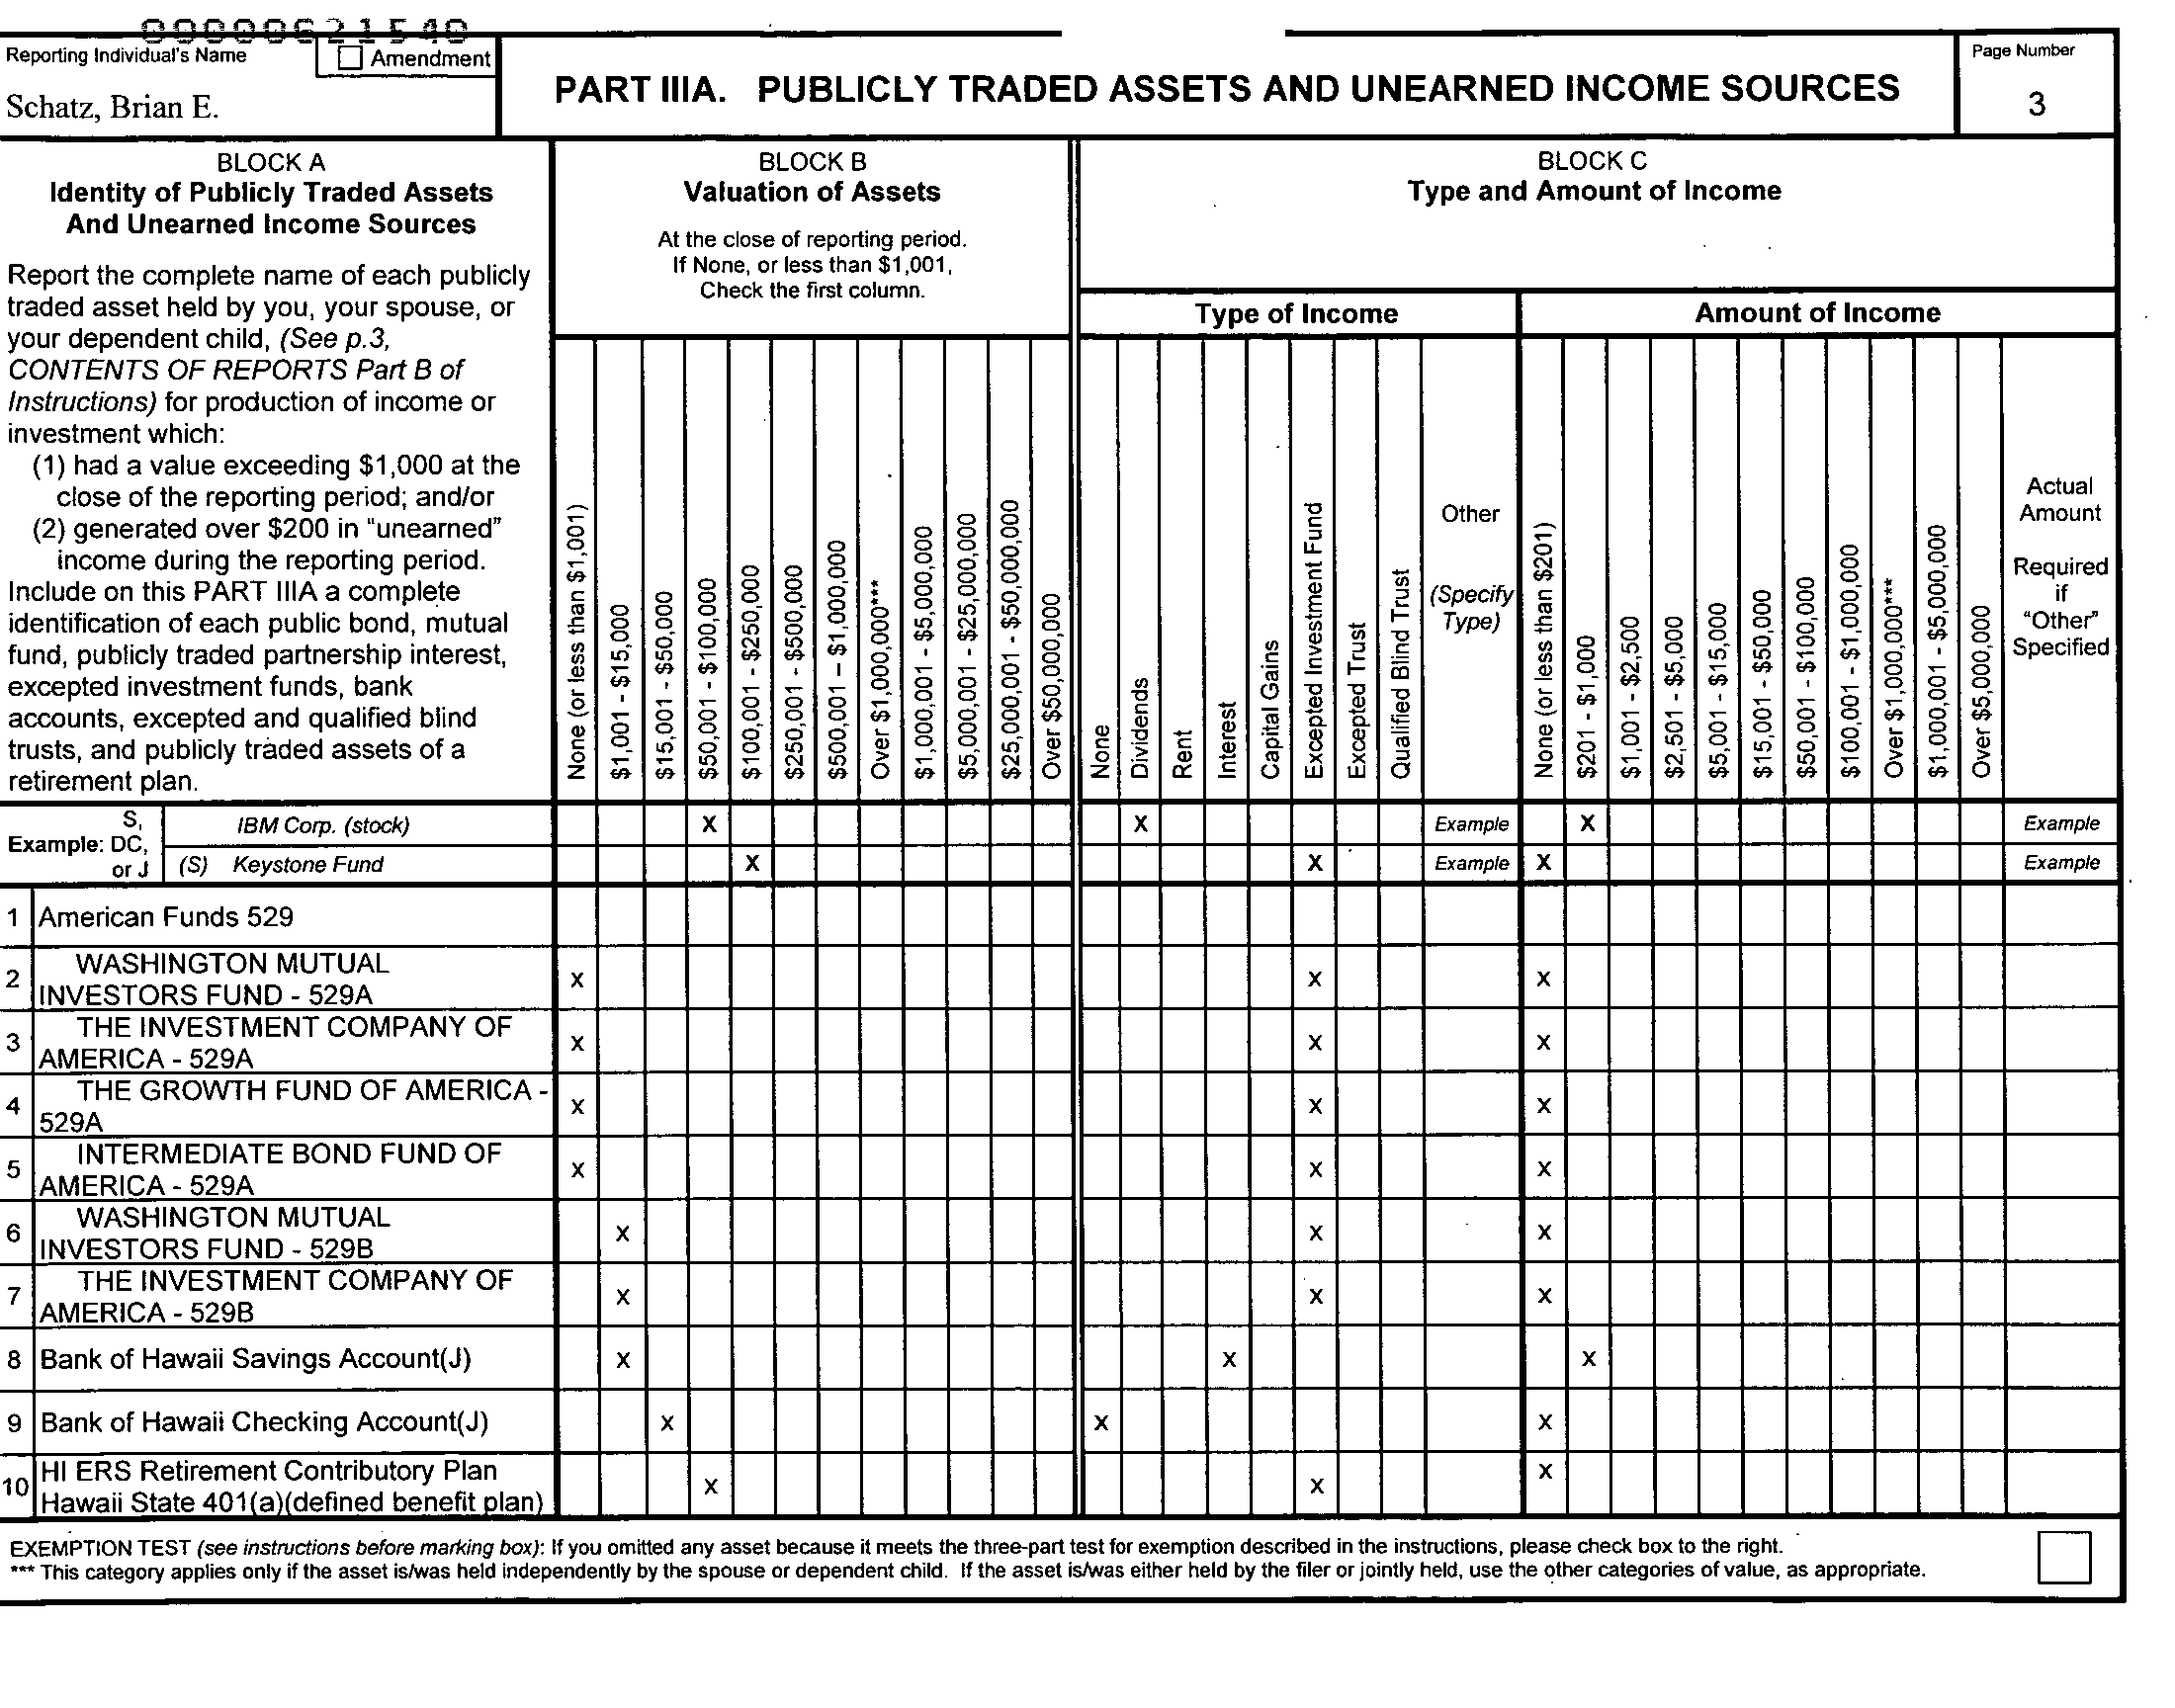 00000621540
Reporting Individual's Name
Amendment
Schatz, Brian E.
PART IIIA. PUBLICLY TRADED ASSETS AND UNEARNED INCOME SOURCES
Page Number
3
BLOCK A
Identity of Publicly Traded Assets
And Unearned Income Sources
Report the complete name of each publicly
traded asset held by you, your spouse, or
your dependent child, (See p.3,
CONTENTS OF REPORTS Part B of
Instructions) for production of income or
investment which:
(1) had a value exceeding $1,000 at the
close of the reporting period; and/or
(2) generated over $200 in "unearned"
income during the reporting period.
Include on this PART IIIA a complete
identification of each public bond, mutual
fund, publicly traded partnership interest,
excepted investment funds, bank
accounts, excepted and qualified blind
trusts, and publicly traded assets of a
retirement plan.
BLOCK B
Valuation of Assets
At the close of reporting period.
If None, or less than $1,001,
Check the first column.
BLOCK C
Type and Amount of Income
Type of Income
Amount of Income
None (or less than $1,001)
$1,001 - $15,000
$15,001 - $50,000
$50,001 - $100,000
$100,001 - $250,000
$250,001 - $500,000
$500,001 – $1,000,000
Over $1,000,000***
$1,000,001 - $5,000,000
$5,000,001 - $25,000,000
$25,000,001 - $50,000,000
Over $50,000,000
None
Dividends
Rent
Interest
Capital Gains
Excepted Investment Fund
Excepted Trust
Qualified Blind Trust
Other
(Specify
Type)
None (or less than $201)
$201 - $1,000
$1,001 - $2,500
$2,501 - $5,000
$5,001 - $15,000
$15,001 - $50,000
$50,001 - $100,000
$100,001 - $1,000,000
Over $1,000,000***
$1,000,001 - $5,000,000
Over $5,000,000
Actual
Amount
Required
if
"Other"
Specified
S,
Example: DC,
or J
IBM Corp. (stock) X X Example X Example
(S) Keystone Fund X X Example X Example
1 American Funds 529
2 WASHINGTON MUTUAL
INVESTORS FUND - 529A X X X
3 THE INVESTMENT COMPANY OF
AMERICA - 529A X X X
4 THE GROWTH FUND OF AMERICA -
529A X X X
5 INTERMEDIATE BOND FUND OF
AMERICA - 529A X X X
6 WASHINGTON MUTUAL
INVESTORS FUND - 529B X X X
7 THE INVESTMENT COMPANY OF
AMERICA - 529B X X X
8 Bank of Hawaii Savings Account(J) X X X
9 Bank of Hawaii Checking Account(J) X X X
10 HI ERS Retirement Contributory Plan
Hawaii State 401(a)(defined benefit plan) X X X
EXEMPTION TEST (see instructions before marking box): If you omitted any asset because it meets the three-part test for exemption described in the instructions, please check box to the right.
*** This category applies only if the asset is/was held independently by the spouse or dependent child. If the asset is/was either held by the filer or jointly held, use the other categories of value, as appropriate.